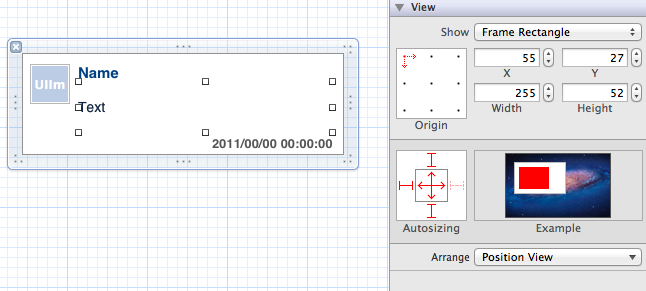 UIIm
Name
Text
2011/00/00 00:00:00
View
Show Frame Rectangle
55 27
X Y
255 52
Width Height
Origin
Autosizing Example
Arrange Position View